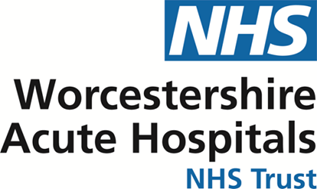 NHS
Worcestershire
Acute Hospitals
NHS Trust